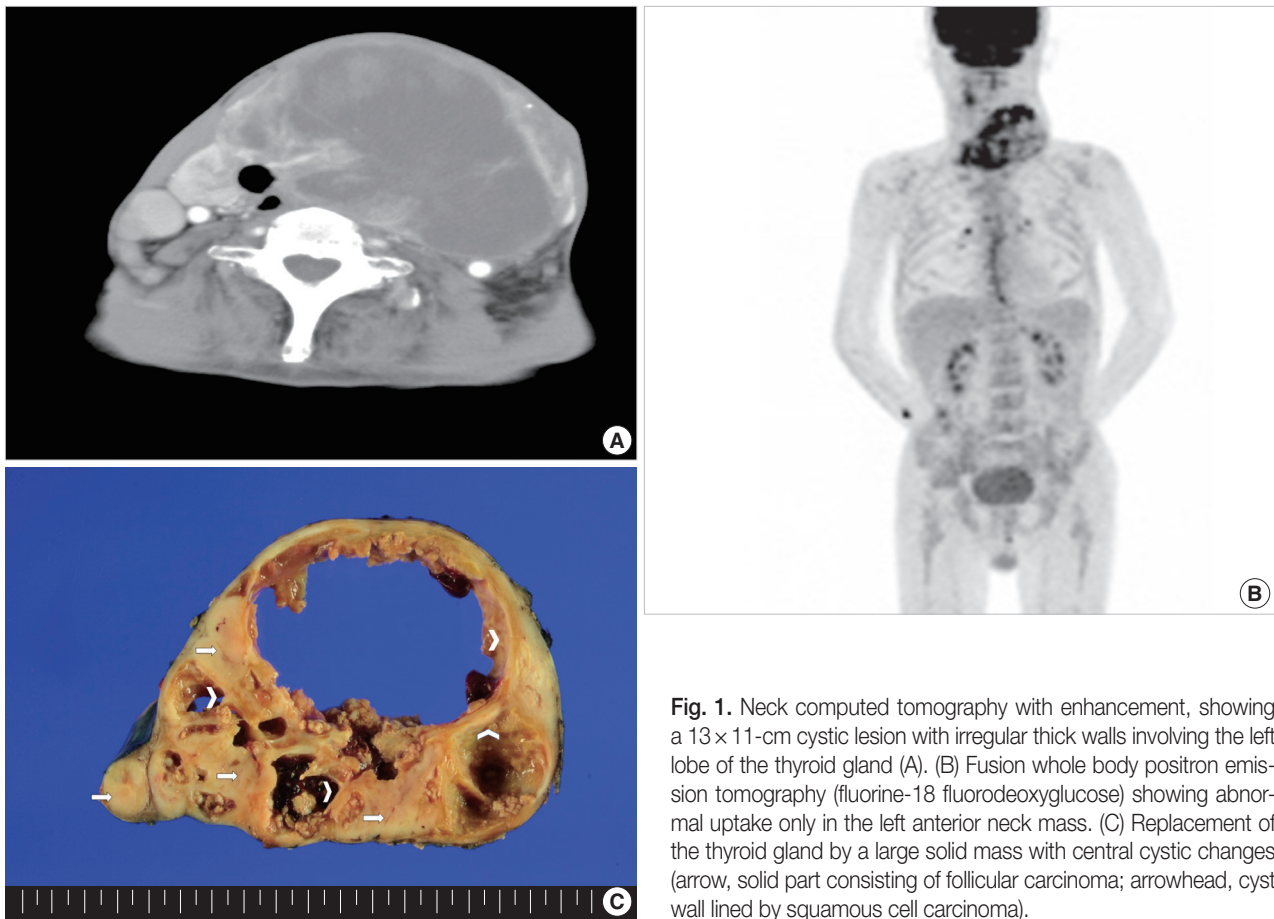 A
B
C
Fig. 1. Neck computed tomography with enhancement, showing
a 13 × 11-cm cystic lesion with irregular thick walls involving the left
lobe of the thyroid gland (A). (B) Fusion whole body positron emis-
sion tomography (fluorine-18 fluorodeoxyglucose) showing abnor-
mal uptake only in the left anterior neck mass. (C) Replacement of
the thyroid gland by a large solid mass with central cystic changes
(arrow, solid part consisting of follicular carcinoma; arrowhead, cyst
wall lined by squamous cell carcinoma).